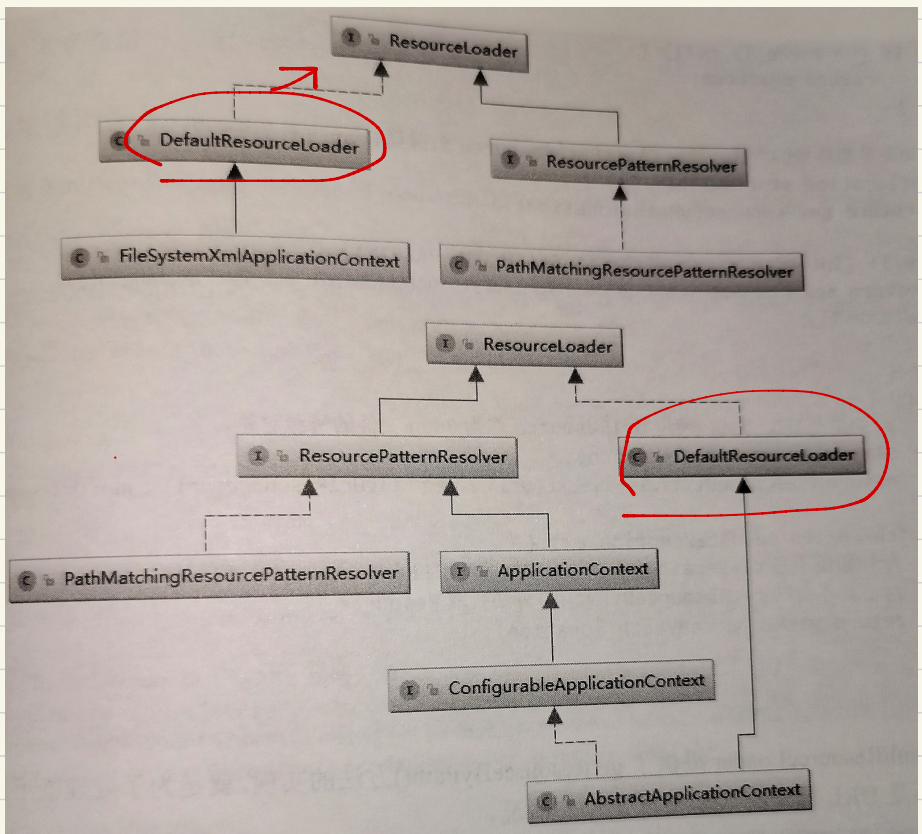 I ResourceLoader
C DefaultResourceLoader
I ResourcePatternResolver
C FileSystemXmlApplicationContext
C PathMatchingResourcePatternResolver
I ResourceLoader
I ResourcePatternResolver
C DefaultResourceLoader
C PathMatchingResourcePatternResolver
I ApplicationContext
I ConfigurableApplicationContext
C AbstractApplicationContext